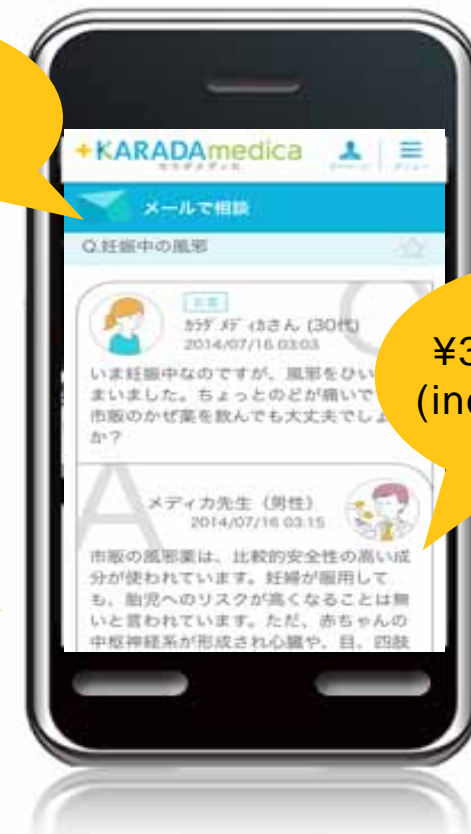 +KARADAmedica
カラダメディカ
メールで相談
Q.妊娠中の風邪
カラダ メディカさん (30代)
2014/07/16 03:03
いま妊娠中なのですが、風邪をひい
まいました。ちょっとのどが痛いで
市販のかぜ薬を飲んでも大丈夫でしょ
か？
¥3
(inc
Q
A
メディカ先生（男性）
2014/07/16 03:15
市販の風邪薬は、比較的安全性の高い成
分が使われています。妊婦が服用して
も、胎児へのリスクが高くなることは無
いと言われています。ただ、赤ちゃんの
中枢神経系が形成され心臓や、目、四肢